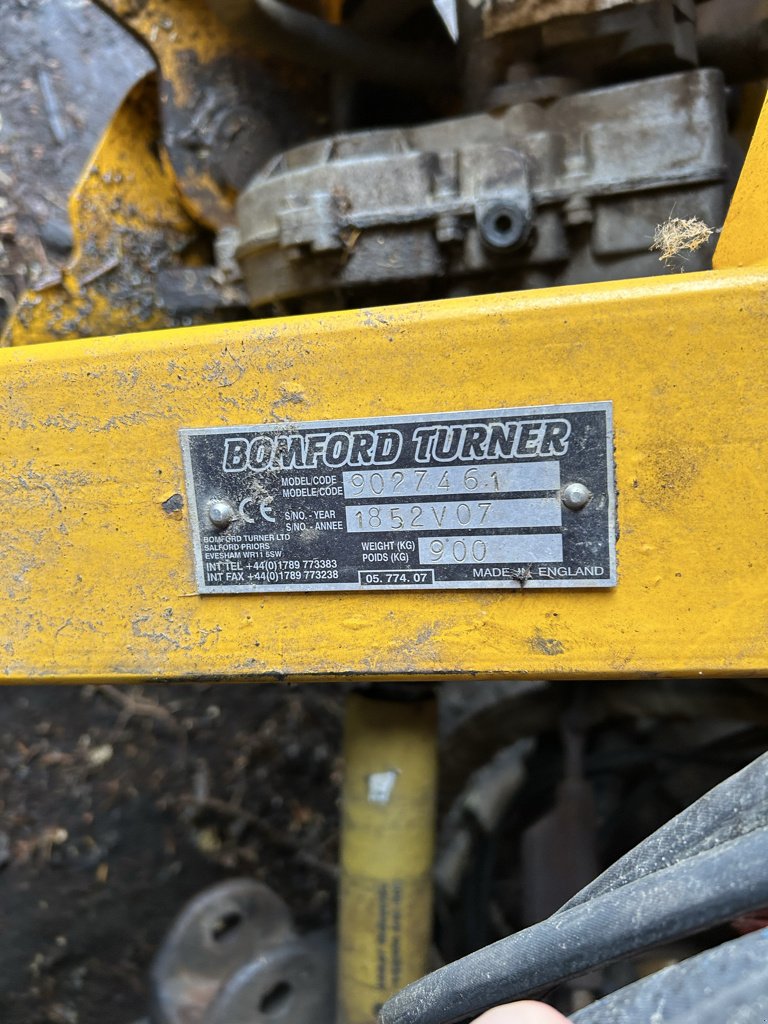 BOMFORD TURNER
MODEL/CODE
MODELE/CODE
9027461
S/NO. - YEAR
S/NO. - ANNEE
1852V07
BOMFORD TURNER LTD
SALFORD PRIORS
EVESHAM WR11 5SW
WEIGHT (KG)
POIDS (KG)
900
INT TEL +44(0)1789 773383
INT FAX +44(0)1789 773238
05. 774. 07
MADE IN ENGLAND
CE